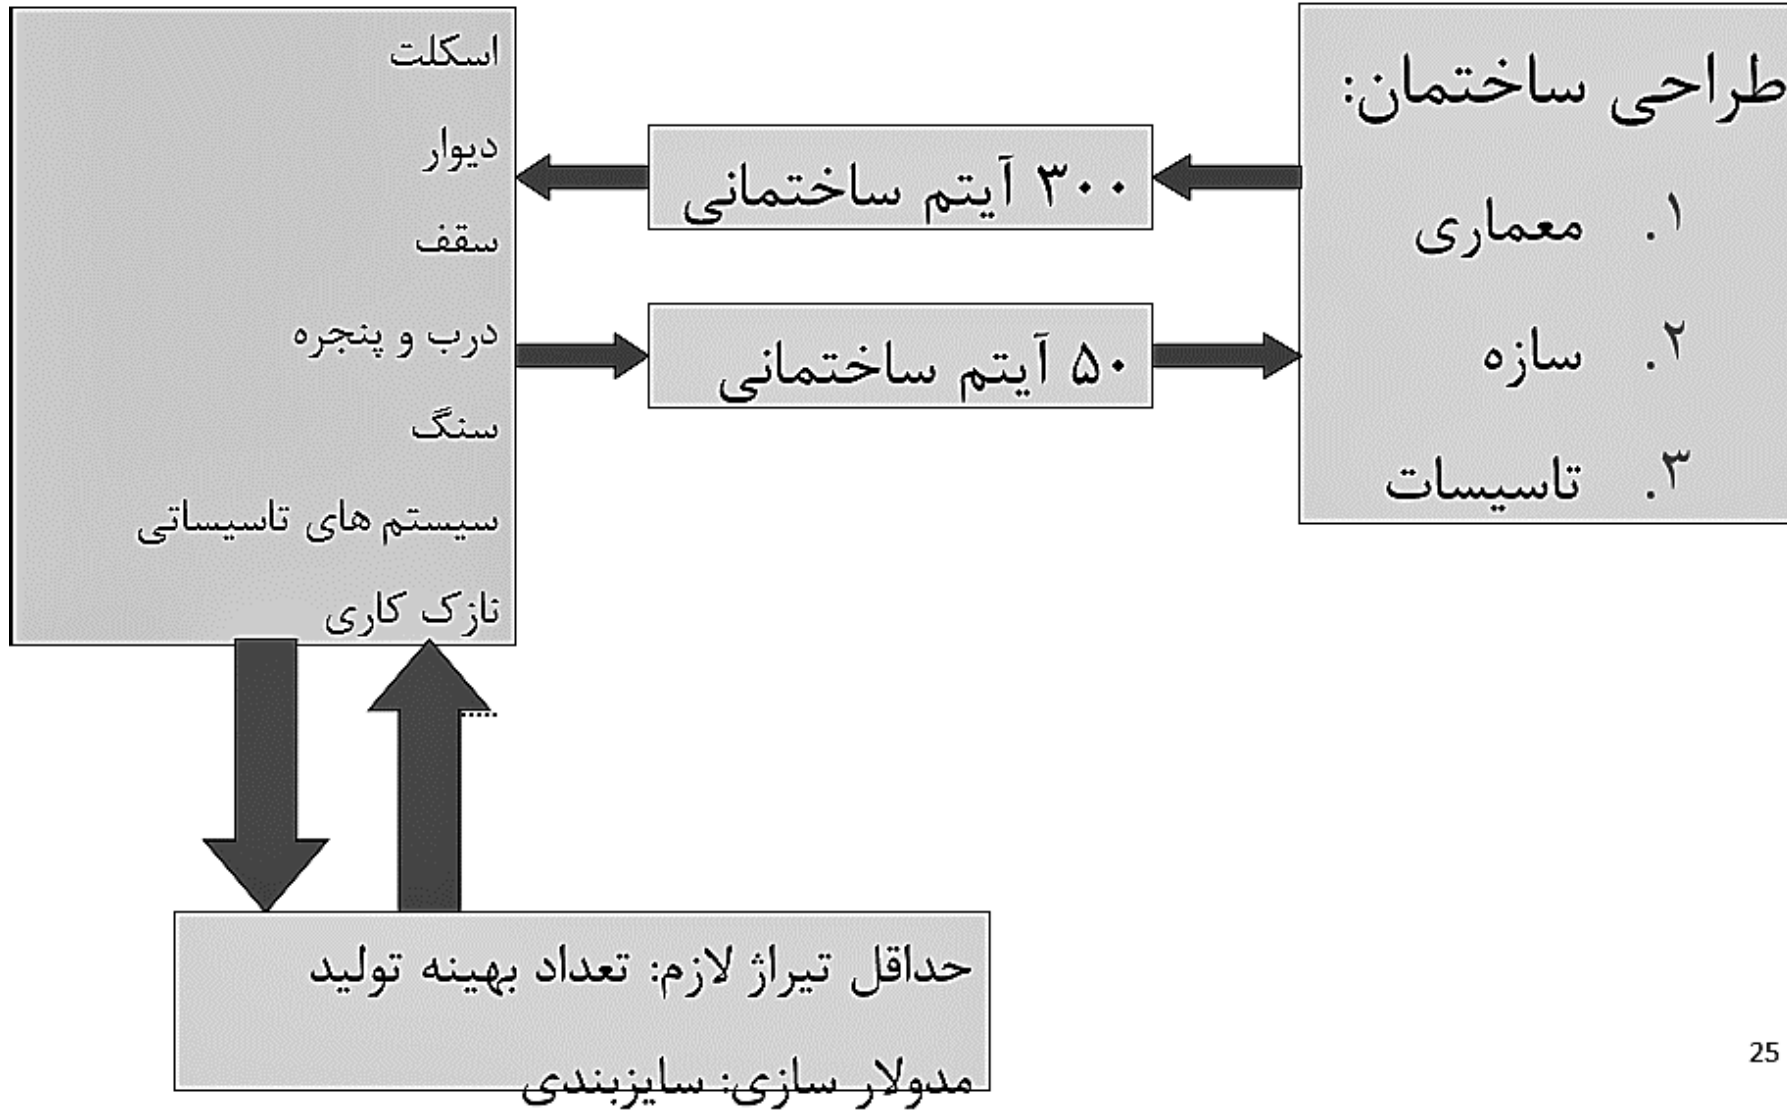 طراحی ساختمان:
۱. معماری
۲. سازه
۳. تاسیسات
۳۰۰ آیتم ساختمانی
۵۰ آیتم ساختمانی
اسکلت
دیوار
سقف
درب و پنجره
سنگ
سیستم های تاسیساتی
نازک کاری
حداقل تیراژ لازم: تعداد بهینه تولید
مدولار سازی: سایزبندی
25